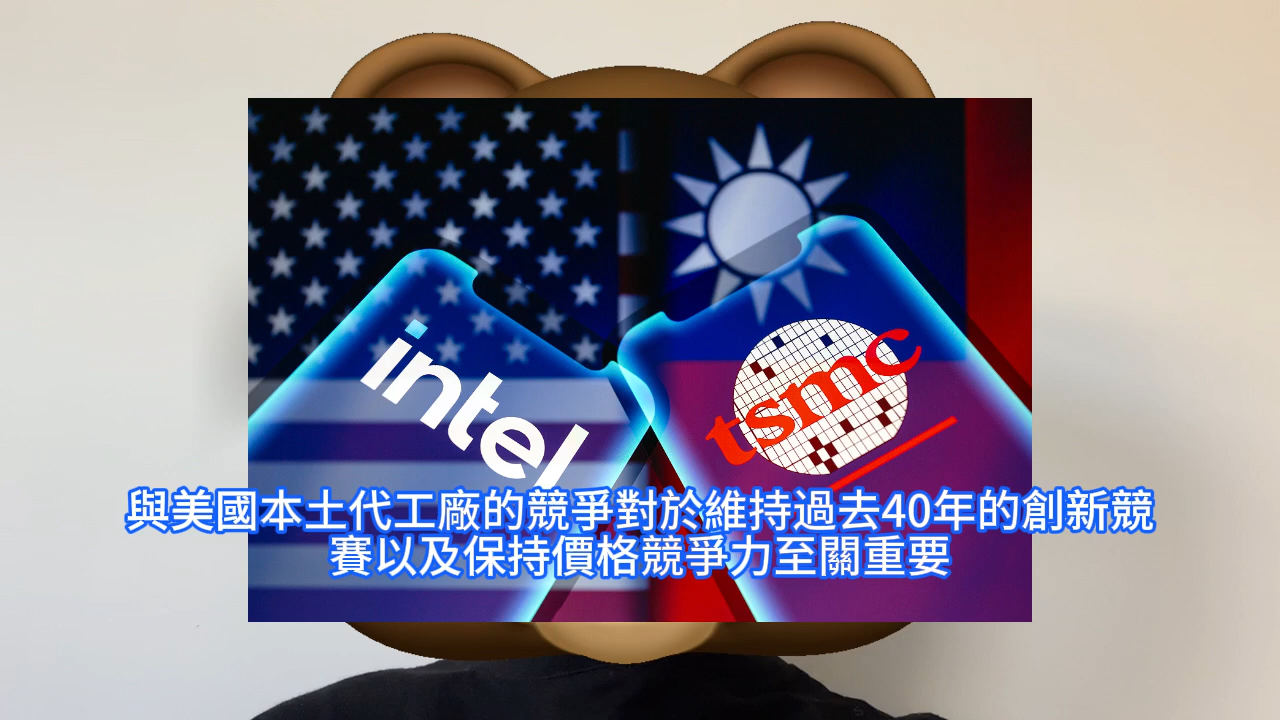 intel
tsmc
與美國本土代工廠的競爭對於維持過去40年的創新競
賽以及保持價格競爭力至關重要